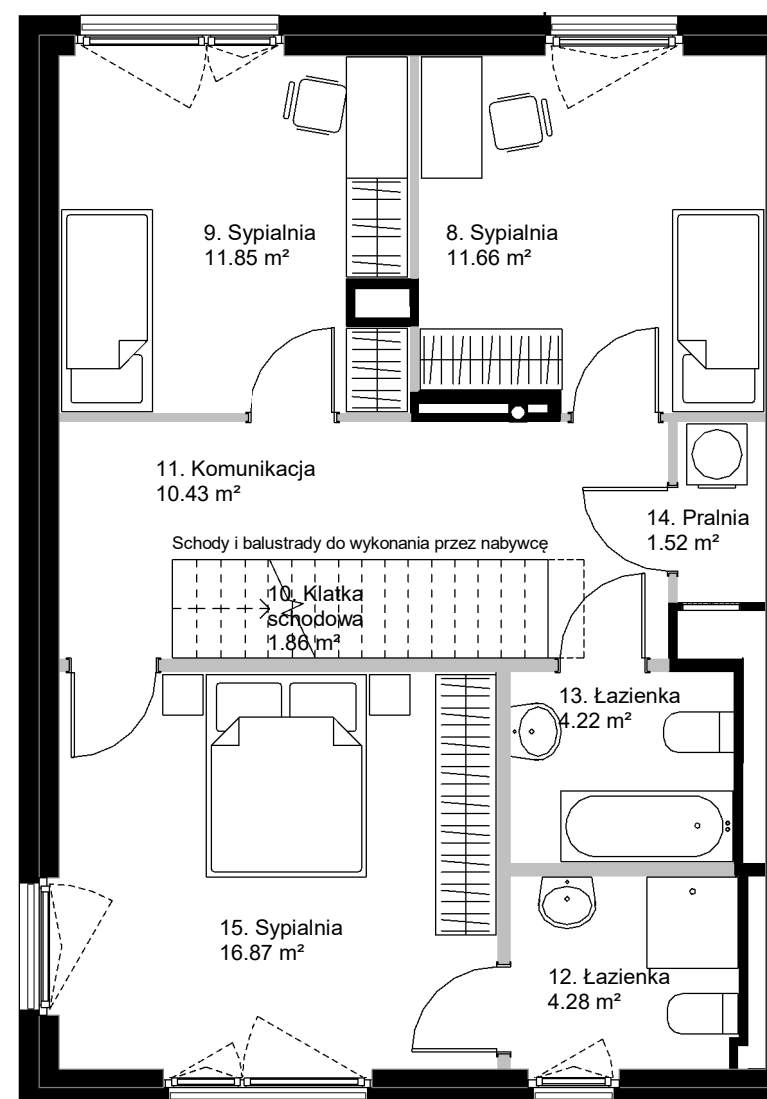 9. Sypialnia
11.85 m²
8. Sypialnia
11.66 m²
11. Komunikacja
10.43 m²
14. Pralnia
1.52 m²
Schody i balustrady do wykonania przez nabywcę
10. Klatka
schodowa
1.86 m²
13. Łazienka
4.22 m²
15. Sypialnia
16.87 m²
12. Łazienka
4.28 m²